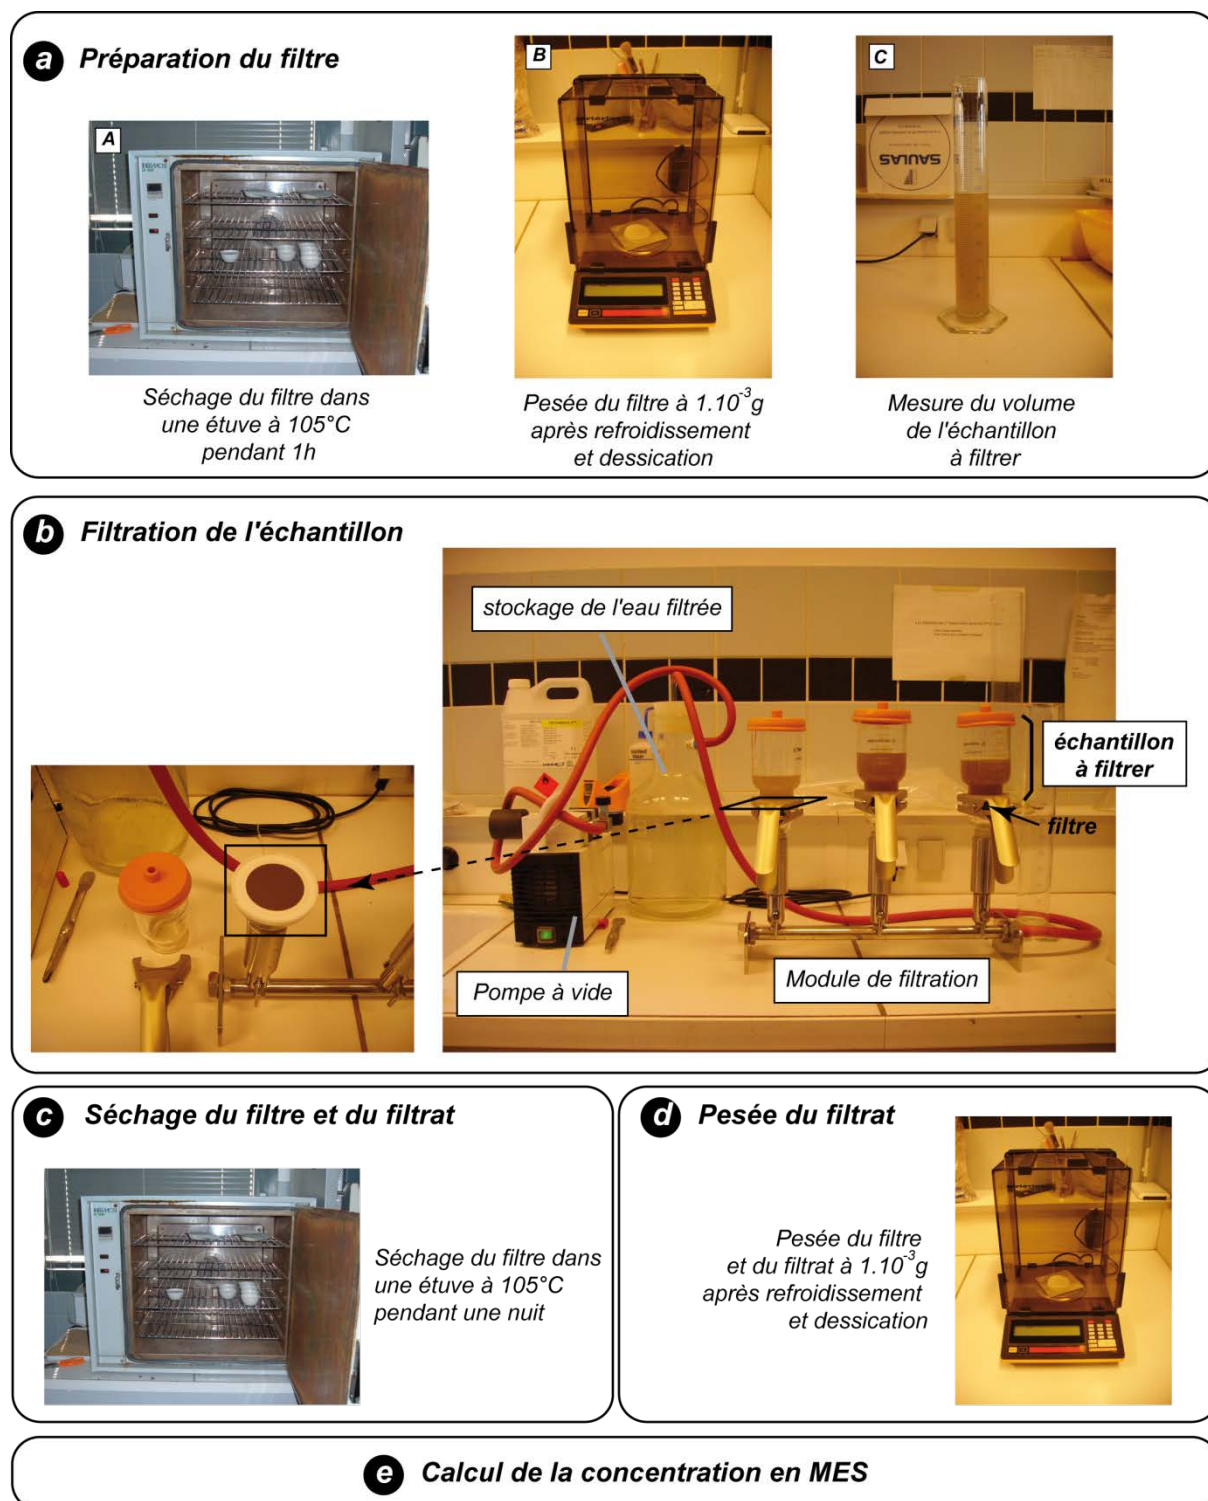 a Préparation du filtre
A
B
C
SAULAS
Séchage du filtre dans
une étuve à 105°C
pendant 1h
Pesée du filtre à 1.10⁻³g
après refroidissement
et dessication
Mesure du volume
de l'échantillon
à filtrer
b Filtration de l'échantillon
stockage de l'eau filtrée
échantillon
à filtrer
filtre
Pompe à vide
Module de filtration
c Séchage du filtre et du filtrat
Séchage du filtre dans
une étuve à 105°C
pendant une nuit
d Pesée du filtrat
Pesée du filtre
et du filtrat à 1.10⁻³g
après refroidissement
et dessication
e Calcul de la concentration en MES